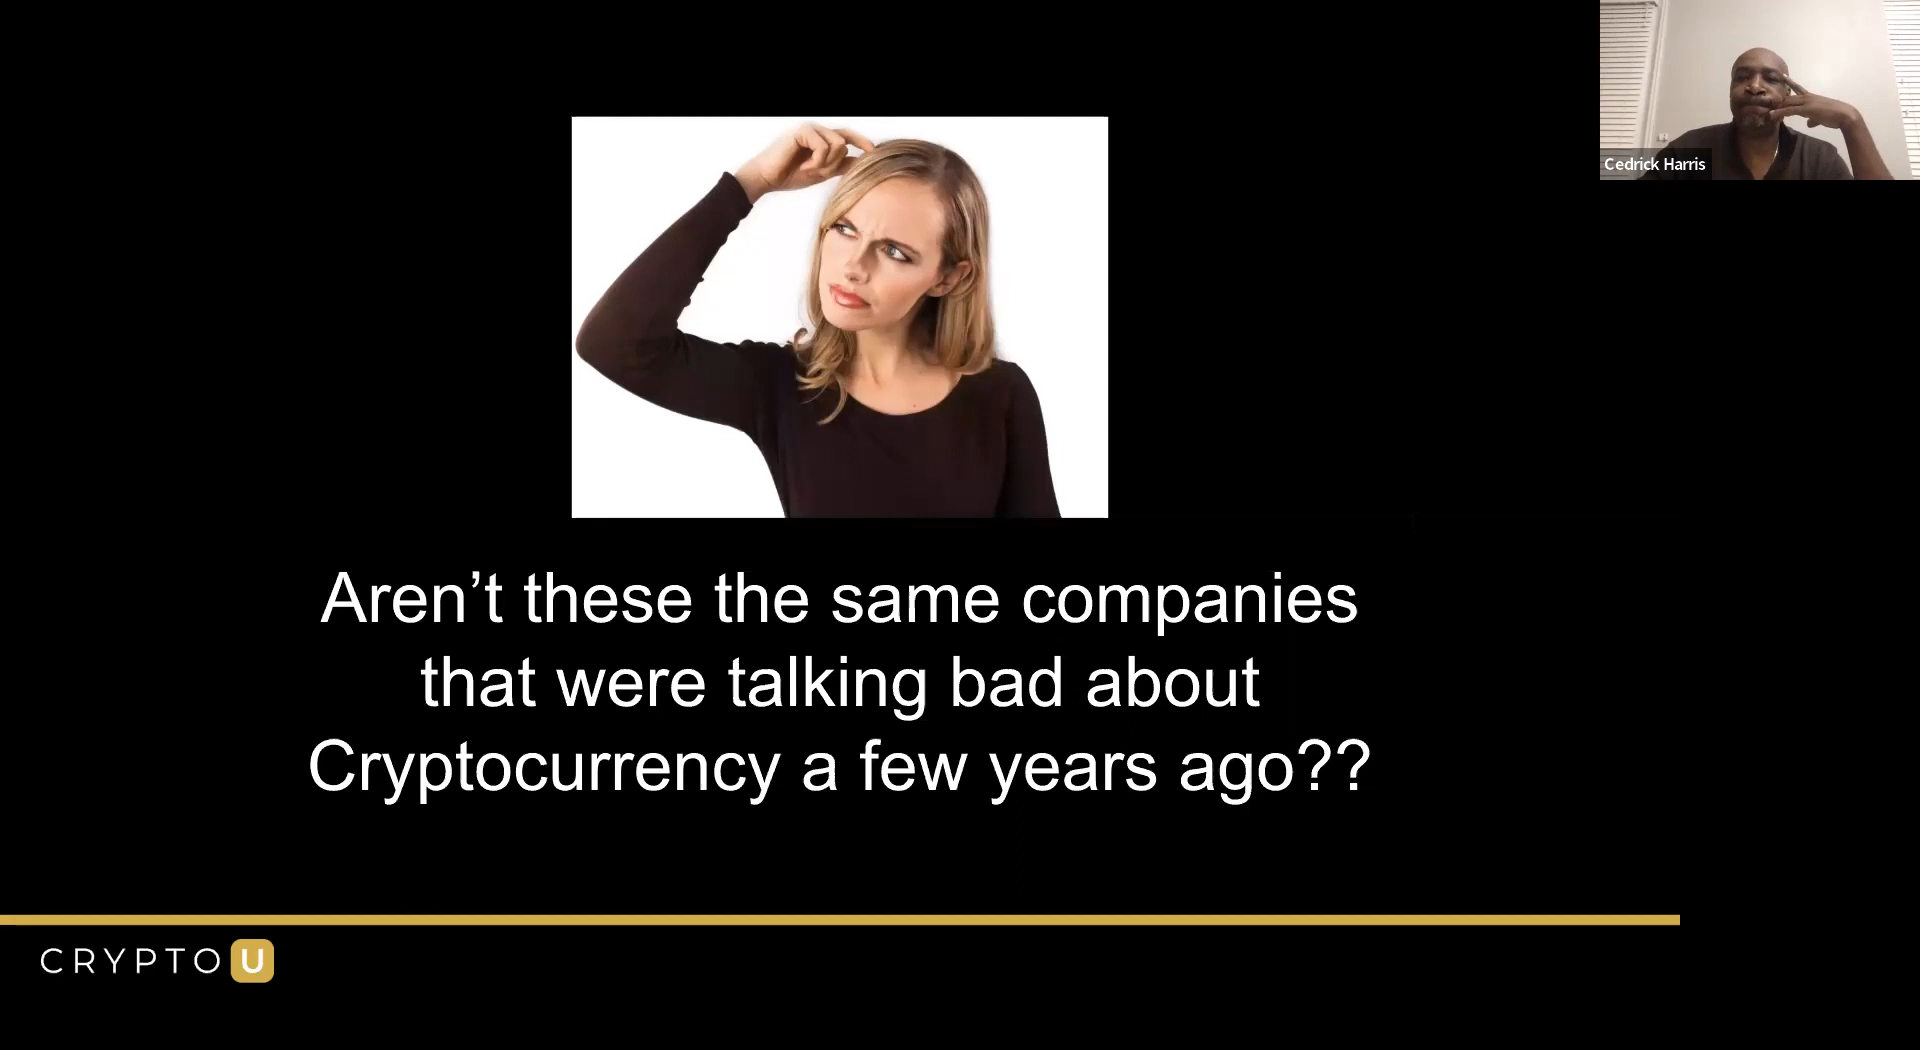 Cedrick Harris
Aren’t these the same companies
that were talking bad about
Cryptocurrency a few years ago??
CRYPTO U